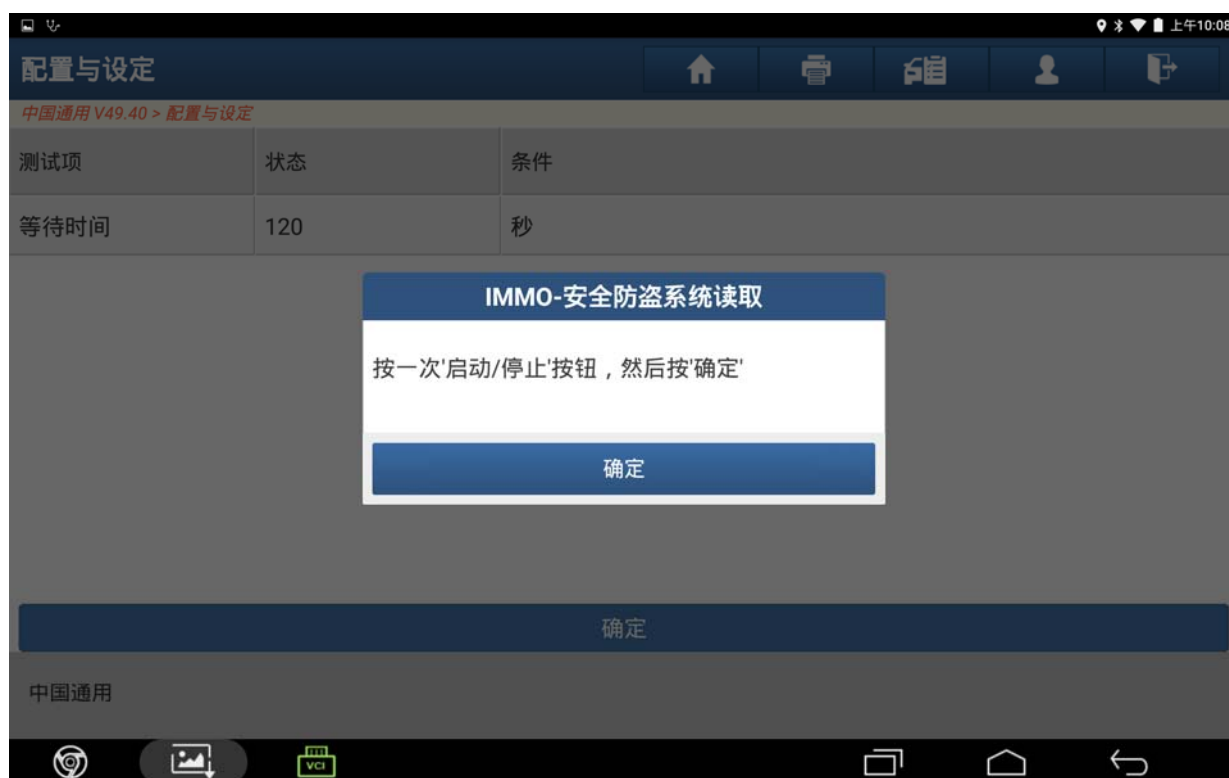 上午10:08
配置与设定
中国通用 V49.40 > 配置与设定
测试项 状态 条件
等待时间 120 秒
IMMO-安全防盗系统读取
按一次'启动/停止'按钮，然后按'确定'
确定
确定
中国通用
VCI